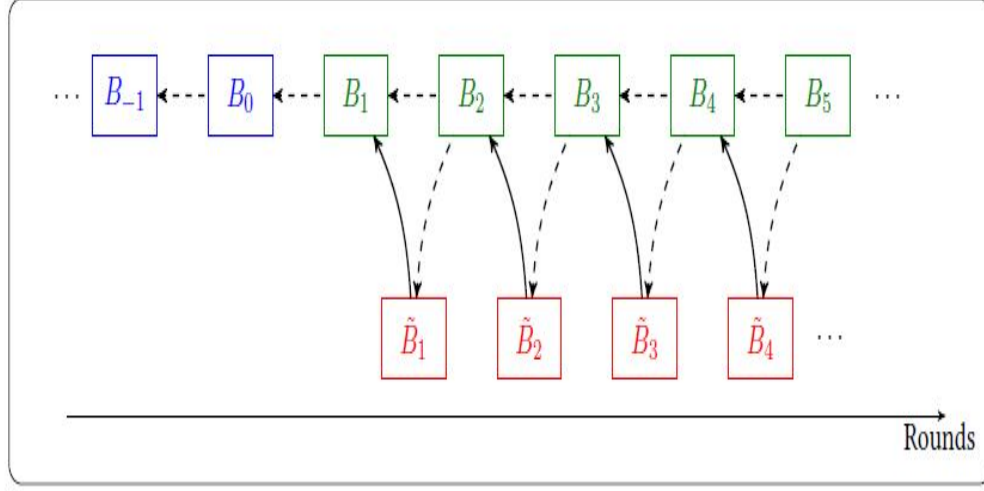 ... B₋₁ B₀ B₁ B₂ B₃ B₄ B₅ ...
B̃₁ B̃₂ B̃₃ B̃₄ ...
Rounds